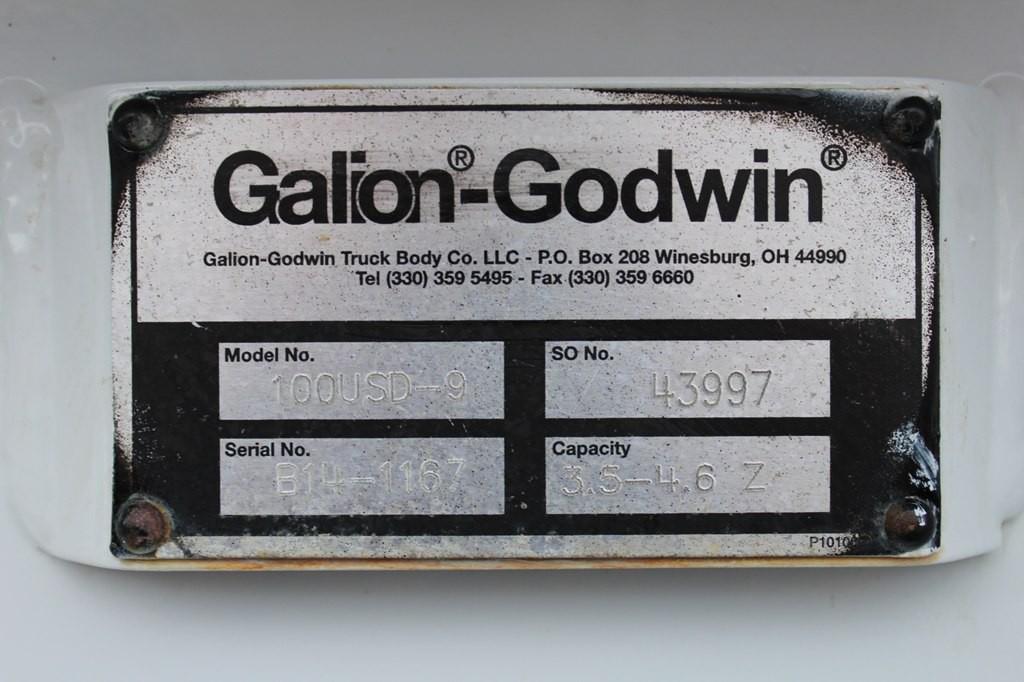 Galion®-Godwin®
Galion-Godwin Truck Body Co. LLC - P.O. Box 208 Winesburg, OH 44990
Tel (330) 359 5495 - Fax (330) 359 6660
Model No.
100USD-9
SO No.
43997
Serial No.
B14-1167
Capacity
3.5-4.6 Z